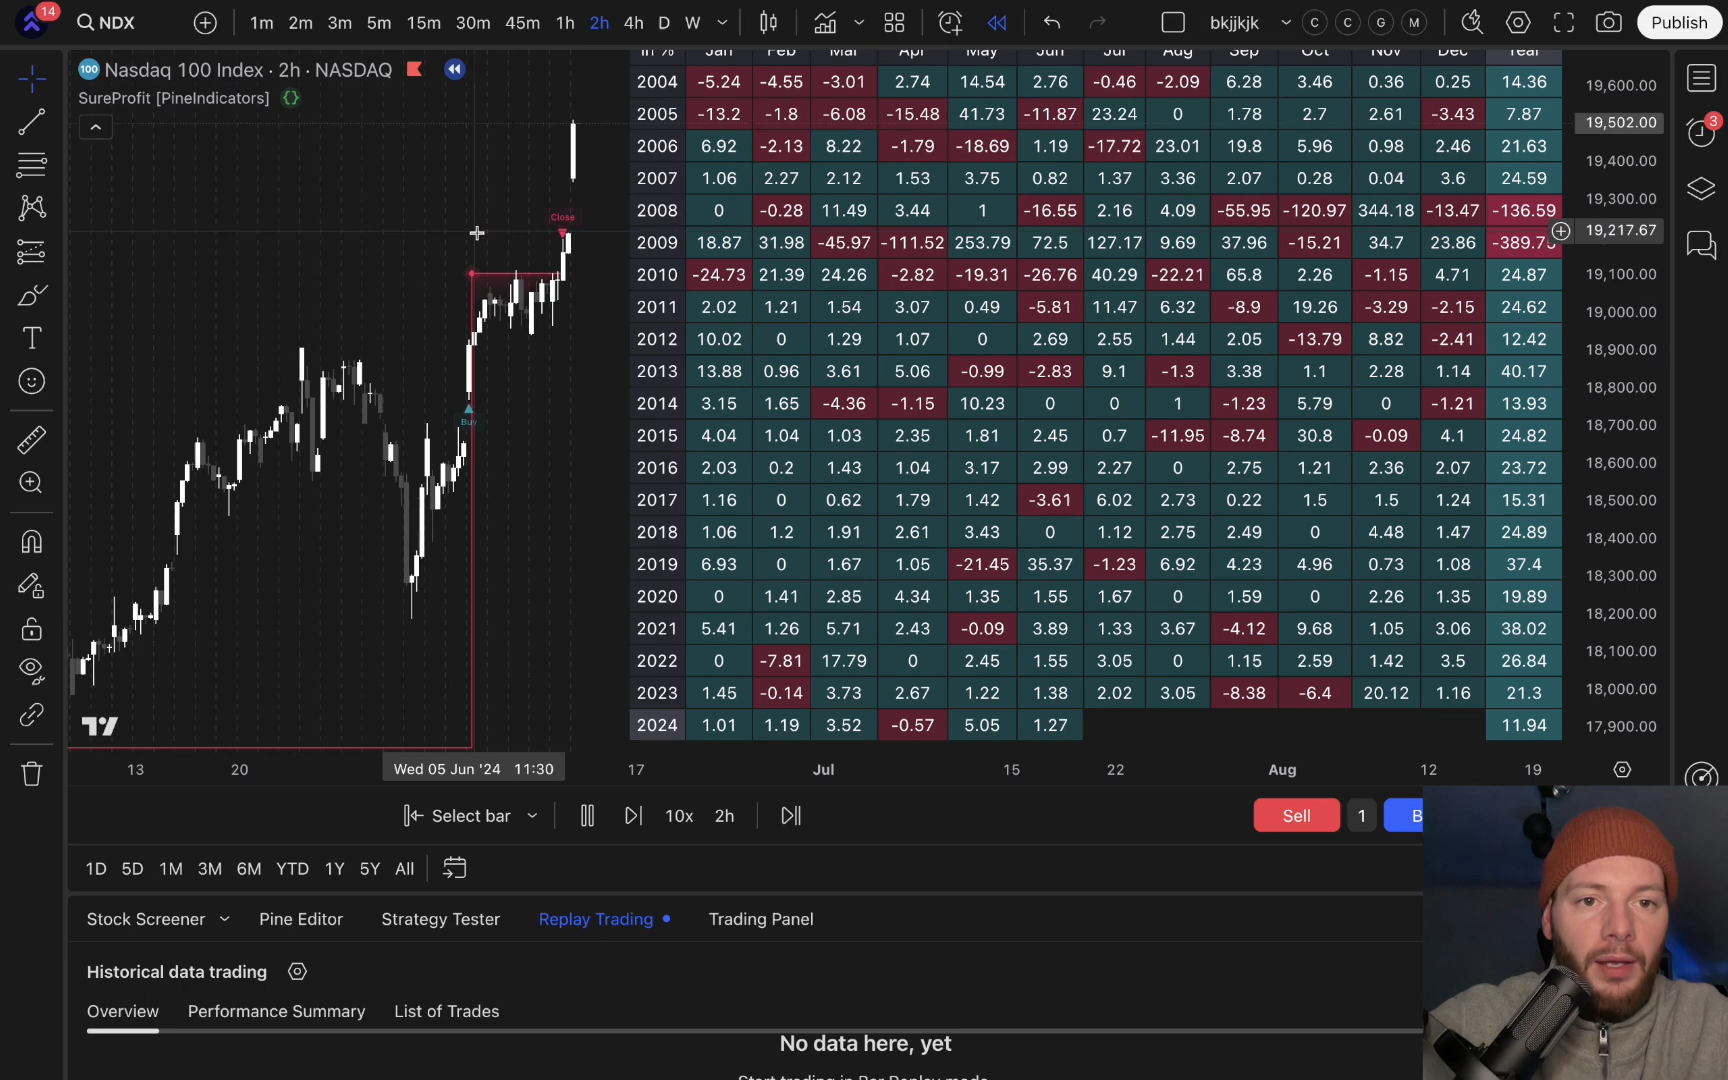 14
NDX
1m 2m 3m 5m 15m 30m 45m 1h 2h 4h D W
bkjjkjk
C C G M
Publish
100 Nasdaq 100 Index · 2h · NASDAQ
SureProfit [PineIndicators]
Close
Buy
In % Jan Feb Mar Apr May Jun Jul Aug Sep Oct Nov Dec Year
2004 -5.24 -4.55 -3.01 2.74 14.54 2.76 -0.46 -2.09 6.28 3.46 0.36 0.25 14.36
2005 -13.2 -1.8 -6.08 -15.48 41.73 -11.87 23.24 0 1.78 2.7 2.61 -3.43 7.87
2006 6.92 -2.13 8.22 -1.79 -18.69 1.19 -17.72 23.01 19.8 5.96 0.98 2.46 21.63
2007 1.06 2.27 2.12 1.53 3.75 0.82 1.37 3.36 2.07 0.28 0.04 3.6 24.59
2008 0 -0.28 11.49 3.44 1 -16.55 2.16 4.09 -55.95 -120.97 344.18 -13.47 -136.59
2009 18.87 31.98 -45.97 -111.52 253.79 72.5 127.17 9.69 37.96 -15.21 34.7 23.86
2010 -24.73 21.39 24.26 -2.82 -19.31 -26.76 40.29 -22.21 65.8 2.26 -1.15 4.71 24.87
2011 2.02 1.21 1.54 3.07 0.49 -5.81 11.47 6.32 -8.9 19.26 -3.29 -2.15 24.62
2012 10.02 0 1.29 1.07 0 2.69 2.55 1.44 2.05 -13.79 8.82 -2.41 12.42
2013 13.88 0.96 3.61 5.06 -0.99 -2.83 9.1 -1.3 3.38 1.1 2.28 1.14 40.17
2014 3.15 1.65 -4.36 -1.15 10.23 0 0 1 -1.23 5.79 0 -1.21 13.93
2015 4.04 1.04 1.03 2.35 1.81 2.45 0.7 -11.95 -8.74 30.8 -0.09 4.1 24.82
2016 2.03 0.2 1.43 1.04 3.17 2.99 2.27 0 2.75 1.21 2.36 2.07 23.72
2017 1.16 0 0.62 1.79 1.42 -3.61 6.02 2.73 0.22 1.5 1.5 1.24 15.31
2018 1.06 1.2 1.91 2.61 3.43 0 1.12 2.75 2.49 0 4.48 1.47 24.89
2019 6.93 0 1.67 1.05 -21.45 35.37 -1.23 6.92 4.23 4.96 0.73 1.08 37.4
2020 0 1.41 2.85 4.34 1.35 1.55 1.67 0 1.59 0 2.26 1.35 19.89
2021 5.41 1.26 5.71 2.43 -0.09 3.89 1.33 3.67 -4.12 9.68 1.05 3.06 38.02
2022 0 -7.81 17.79 0 2.45 1.55 3.05 0 1.15 2.59 1.42 3.5 26.84
2023 1.45 -0.14 3.73 2.67 1.22 1.38 2.02 3.05 -8.38 -6.4 20.12 1.16 21.3
2024 1.01 1.19 3.52 -0.57 5.05 1.27 11.94
19,600.00
19,502.00
19,400.00
19,300.00
19,217.67
19,100.00
19,000.00
18,900.00
18,800.00
18,700.00
18,600.00
18,500.00
18,400.00
18,300.00
18,200.00
18,100.00
18,000.00
17,900.00
3
13 20 Wed 05 Jun '24 11:30 17 Jul 15 22 Aug 12 19
Select bar 10x 2h Sell 1 B
1D 5D 1M 3M 6M YTD 1Y 5Y All
Stock Screener Pine Editor Strategy Tester Replay Trading Trading Panel
Historical data trading
Overview Performance Summary List of Trades
No data here, yet